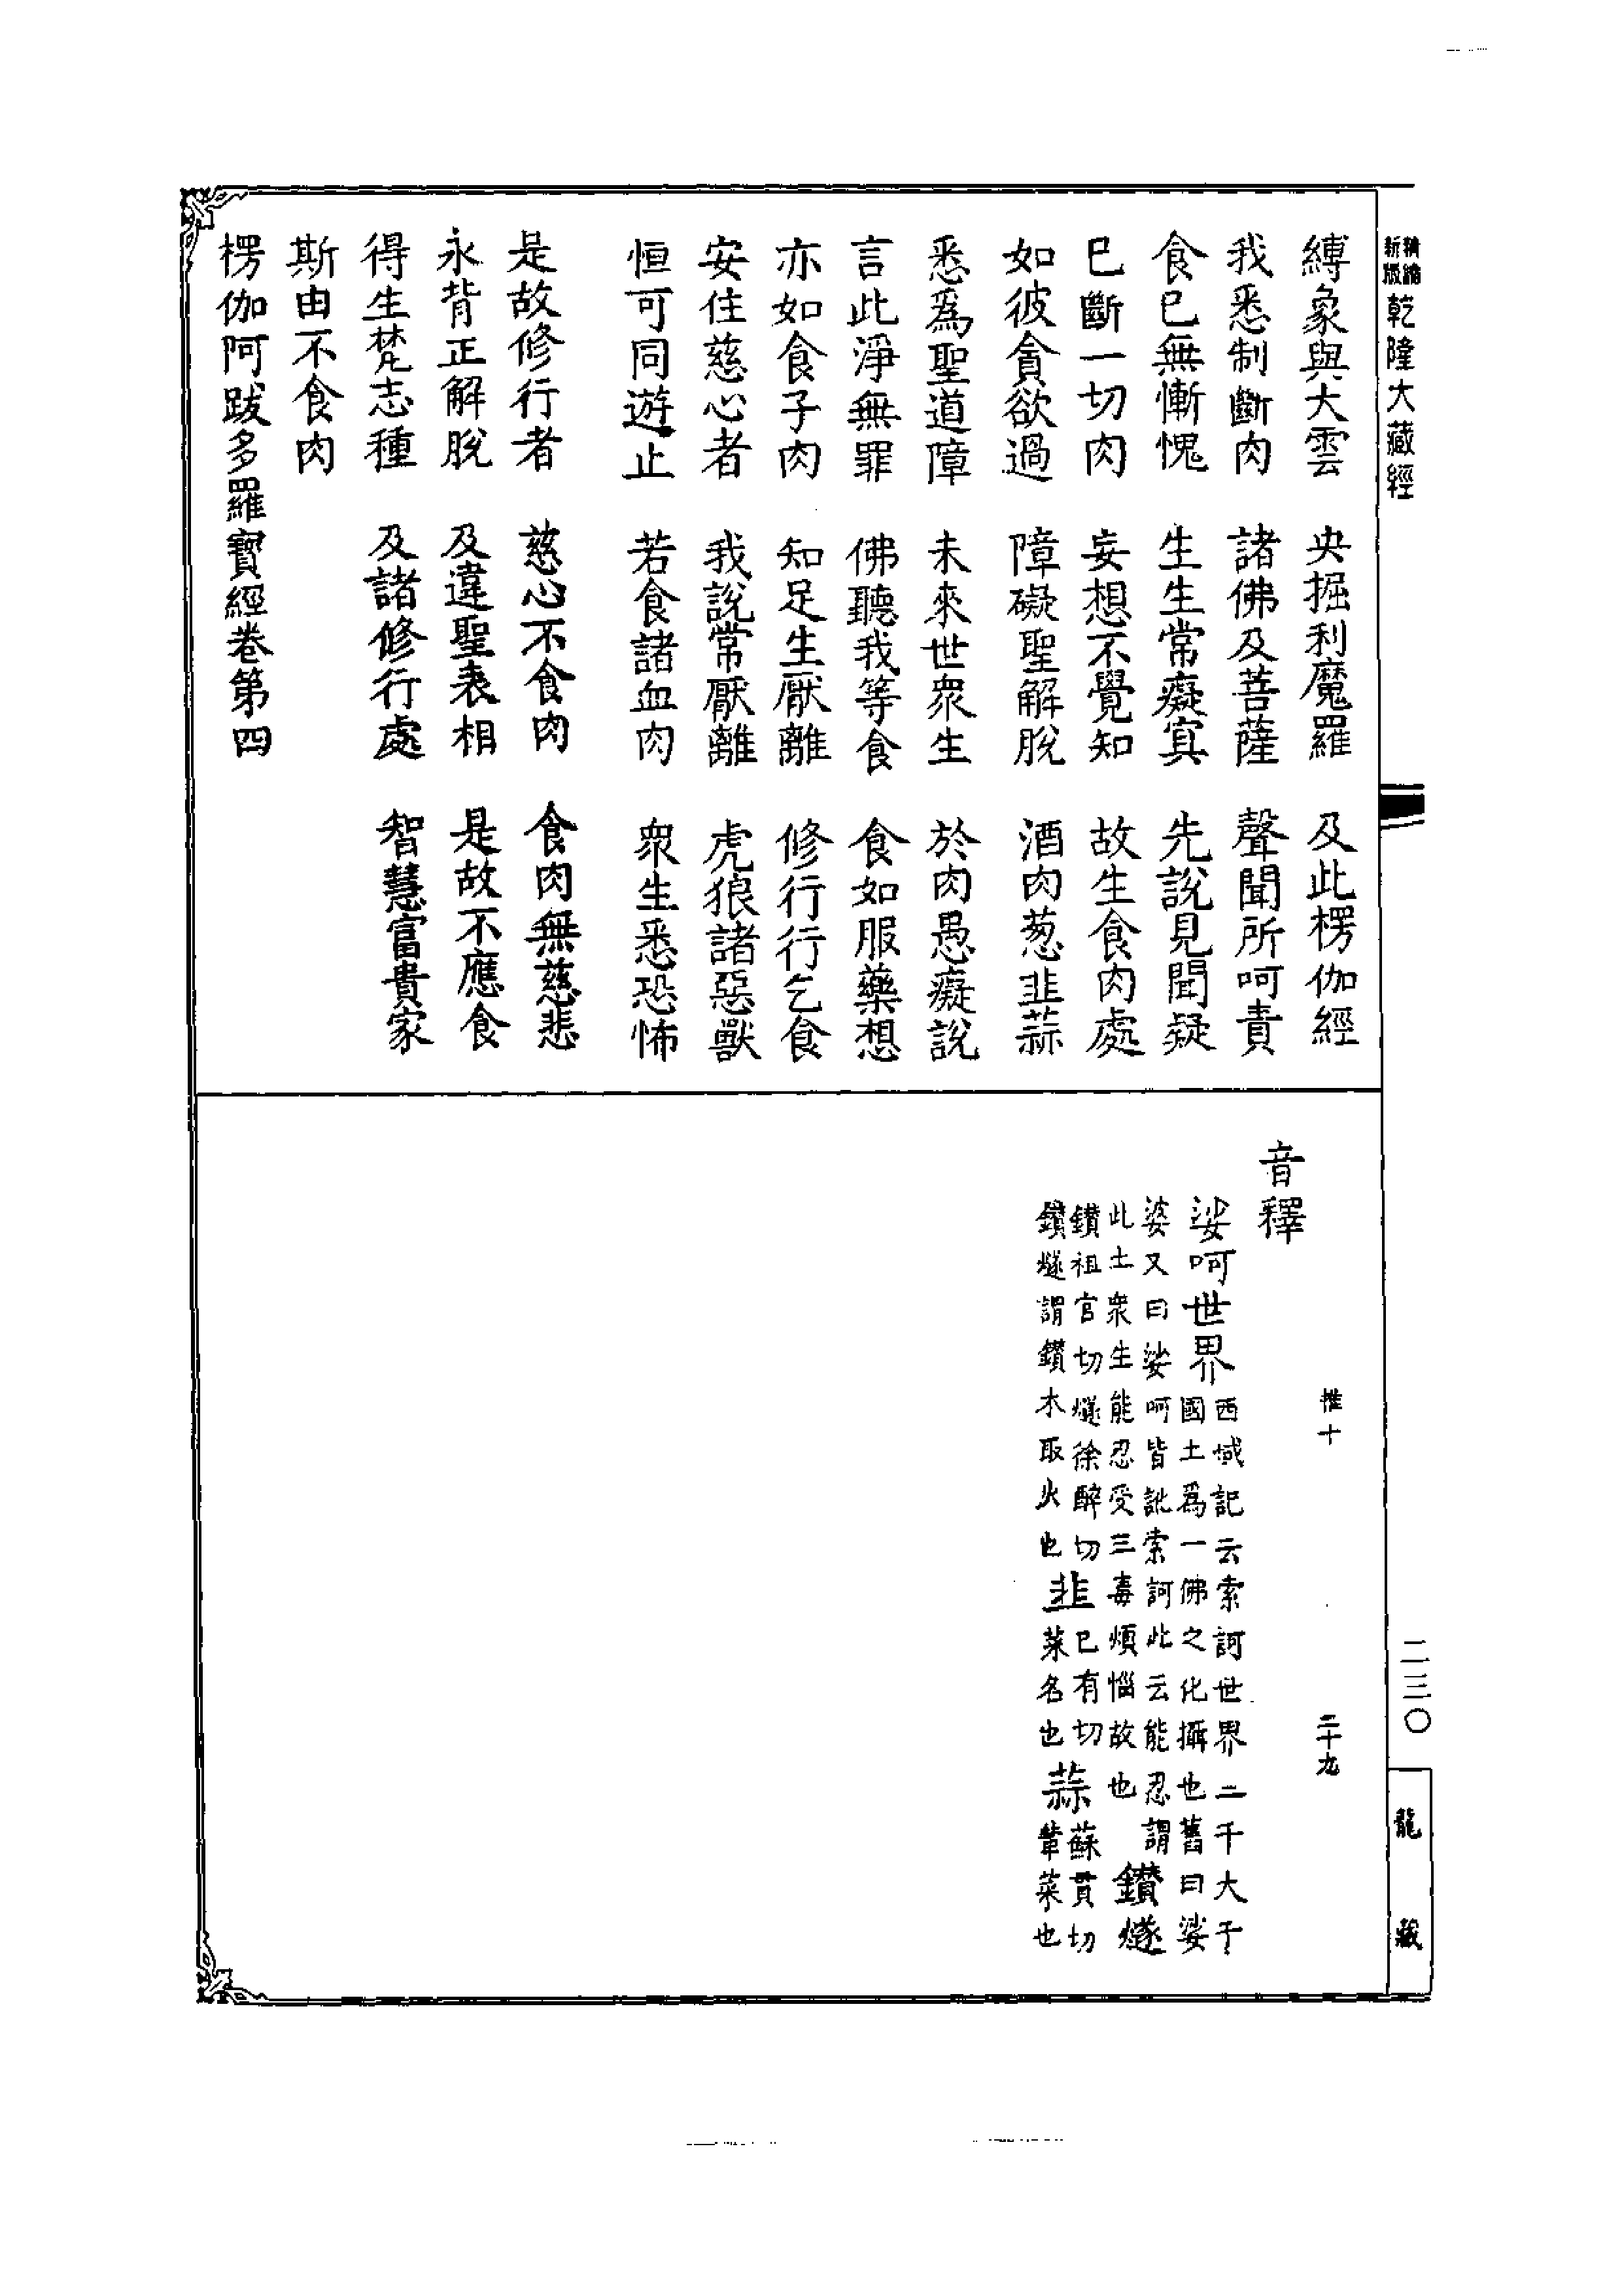 精繪
新版
乾隆大藏經
縛象與大雲　央掘利魔羅　及此楞伽經
我悉制斷肉　諸佛及菩薩　聲聞所呵責
食已無慚愧　生生常癡冥　先說見聞疑
已斷一切肉　妄想不覺知　故生食肉處
如彼貪欲過　障礙聖解脫　酒肉葱韭蒜
悉爲聖道障　未來世衆生　於肉愚癡說
言此淨無罪　佛聽我等食　食如服藥想
亦如食子肉　知足生厭離　修行行乞食
安住慈心者　我說常厭離　虎狼諸惡獸
恒可同遊止　若食諸血肉　衆生悉恐怖
是故修行者　慈心不食肉　食肉無慈悲
永背正解脫　及違聖表相　是故不應食
得生梵志種　及諸修行處　智慧富貴家
斯由不食肉
楞伽阿跋多羅寶經卷第四
推十　二十九
音釋
娑呵世界　西域記云索訶世界二千大千
國土爲一佛之化攝也舊曰娑
婆又曰娑呵皆訛索訶此云能忍謂
此土衆生能忍受三毒煩惱故也　鑽燧
鑽祖官切燧徐醉切　韭　已有切　蒜　蘇貫切
鑽燧謂鑽木取火也　菜名也　葷菜也
二三〇
龍藏